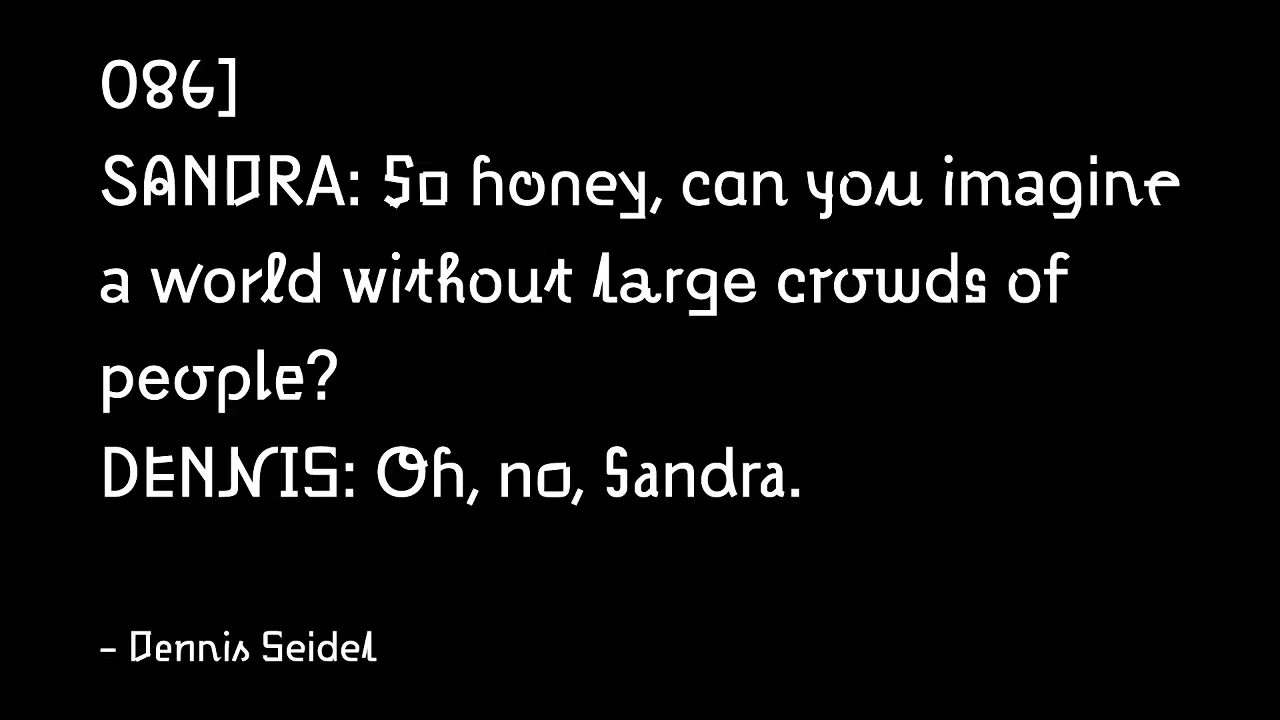 086]
SANDRA: So honey, can you imagine
a world without large crowds of
people?
DENNIS: Oh, no, Sandra.
– Dennis Seidel